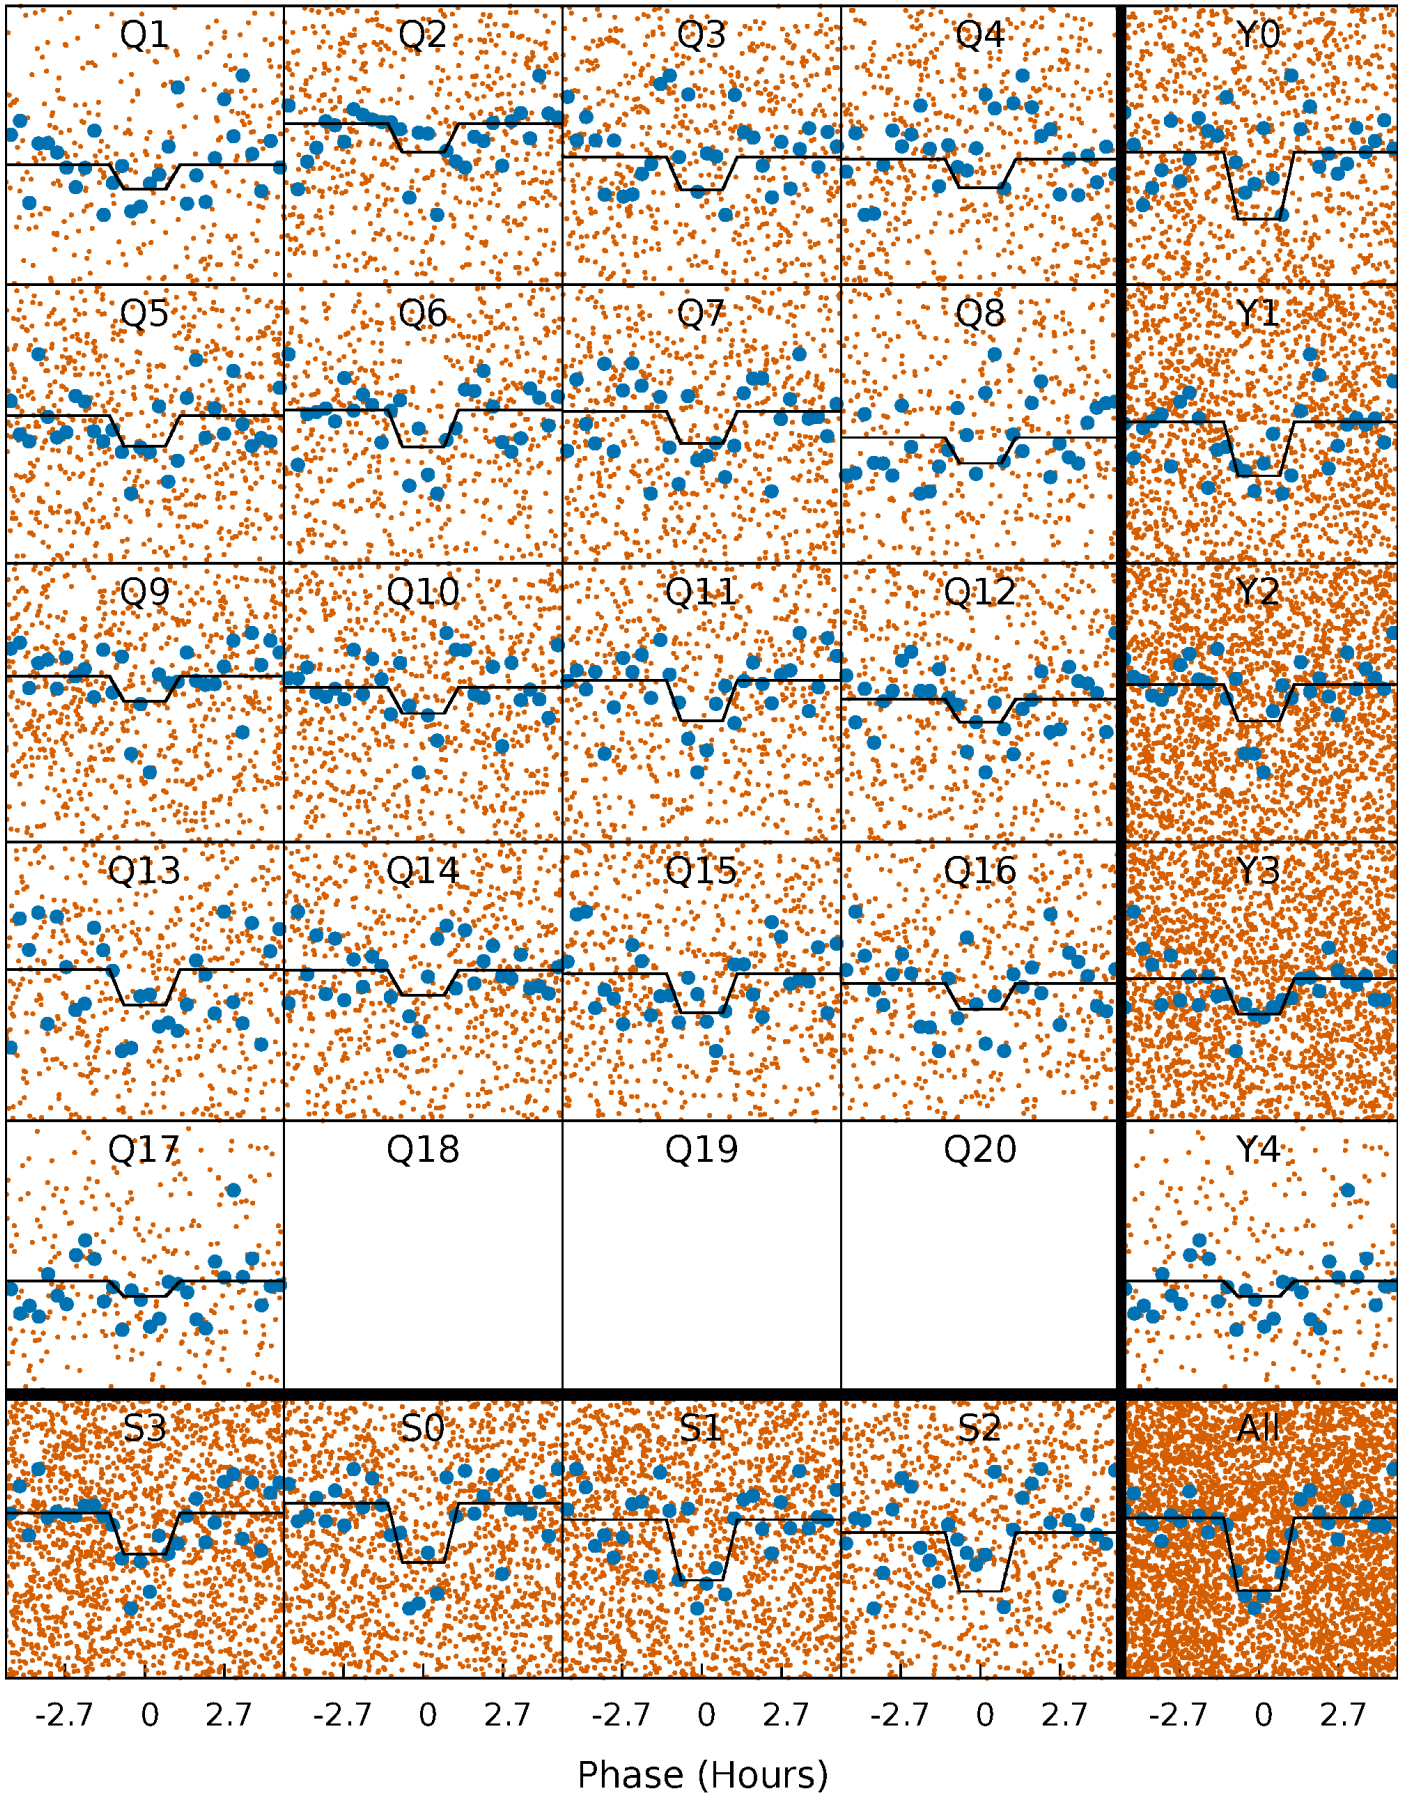 Q1 Q2 Q3 Q4 Y0
Q5 Q6 Q7 Q8 Y1
Q9 Q10 Q11 Q12 Y2
Q13 Q14 Q15 Q16 Y3
Q17 Q18 Q19 Q20 Y4
S3 S0 S1 S2 All
-2.7 0 2.7 -2.7 0 2.7 -2.7 0 2.7 -2.7 0 2.7 -2.7 0 2.7
Phase (Hours)